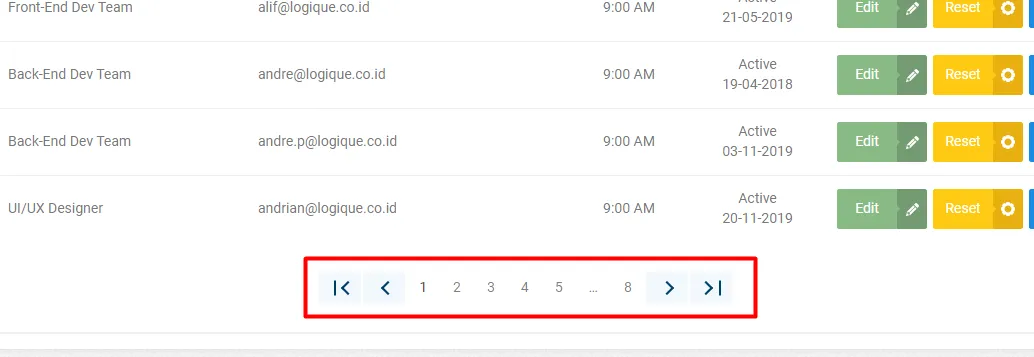 Front-End Dev Team alif@logique.co.id 9:00 AM Active Edit Reset
21-05-2019
Back-End Dev Team andre@logique.co.id 9:00 AM Active Edit Reset
19-04-2018
Back-End Dev Team andre.p@logique.co.id 9:00 AM Active Edit Reset
03-11-2019
UI/UX Designer andrian@logique.co.id 9:00 AM Active Edit Reset
20-11-2019
1 2 3 4 5 ... 8